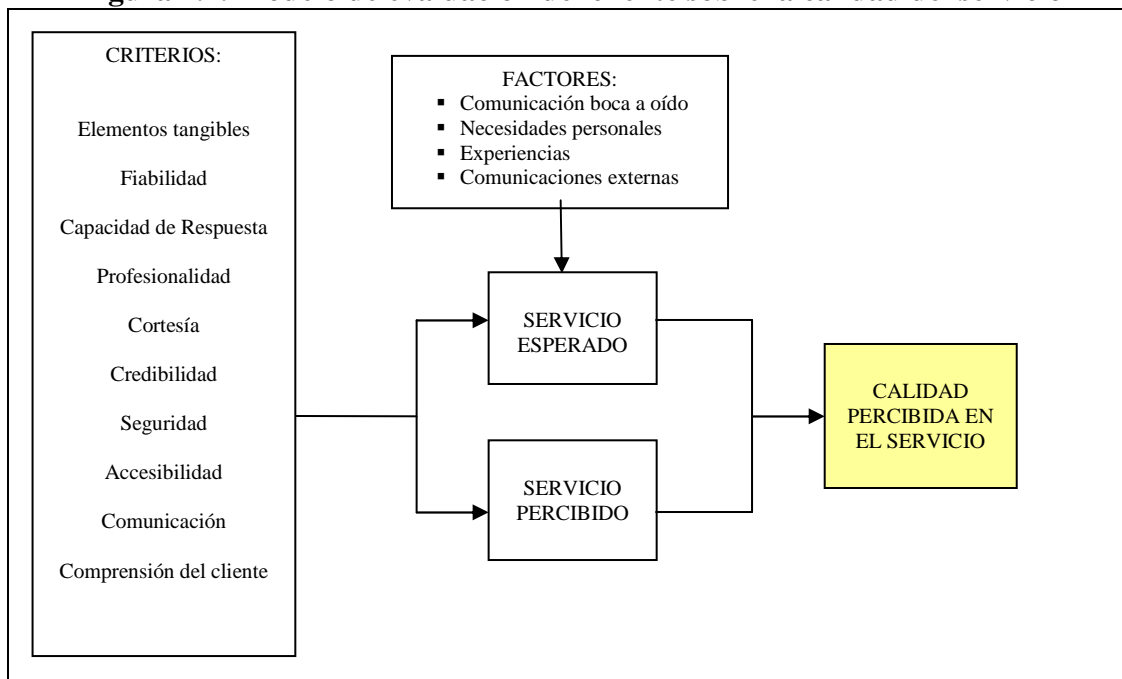 CRITERIOS:
Elementos tangibles
Fiabilidad
Capacidad de Respuesta
Profesionalidad
Cortesía
Credibilidad
Seguridad
Accesibilidad
Comunicación
Comprensión del cliente
FACTORES:
▪ Comunicación boca a oído
▪ Necesidades personales
▪ Experiencias
▪ Comunicaciones externas
SERVICIO
ESPERADO
SERVICIO
PERCIBIDO
CALIDAD
PERCIBIDA EN
EL SERVICIO